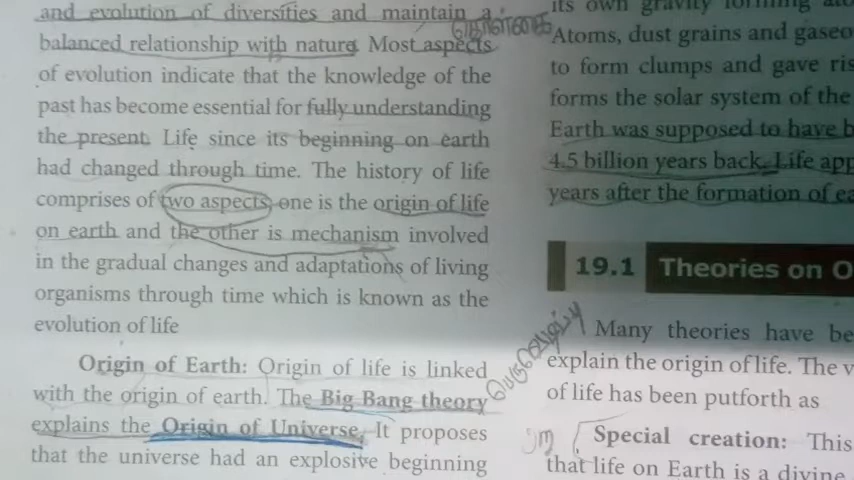 and evolution of diversities and maintain a
balanced relationship with nature. Most aspects
of evolution indicate that the knowledge of the
past has become essential for fully understanding
the present. Life since its beginning on earth
had changed through time. The history of life
comprises of two aspects, one is the origin of life
on earth and the other is mechanism involved
in the gradual changes and adaptations of living
organisms through time which is known as the
evolution of life
Origin of Earth: Origin of life is linked
with the origin of earth. The Big Bang theory
explains the Origin of Universe. It proposes
that the universe had an explosive beginning
its own gravity forming
Atoms, dust grains and
to form clumps and gave
forms the solar system of the
Earth was supposed to have
4.5 billion years back. Life
years after the formation of
19.1 Theories on
Many theories have
explain the origin of life. The
of life has been putforth as
Special creation: This
that life on Earth is a divine